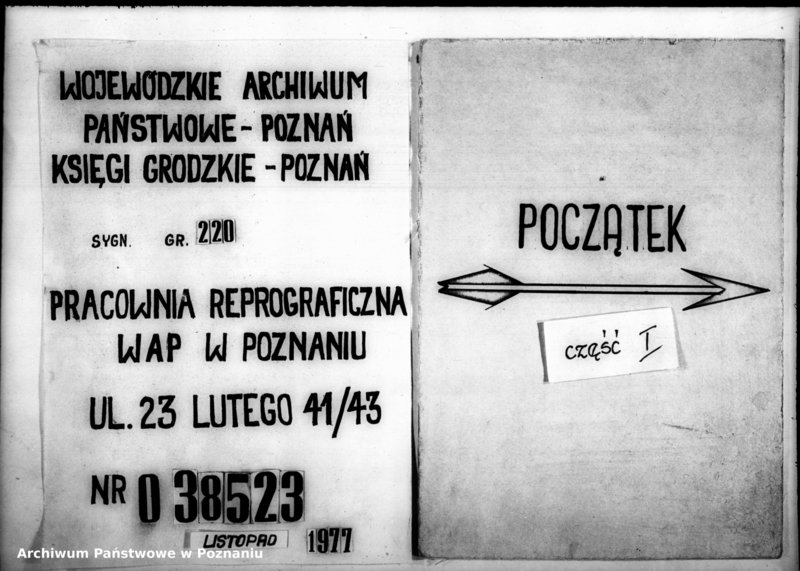 WOJEWÓDZKIE ARCHIWUM
PAŃSTWOWE - POZNAŃ
KSIĘGI GRODZKIE - POZNAŃ
SYGN. GR. 220
PRACOWNIA REPROGRAFICZNA
WAP W POZNANIU
UL. 23 LUTEGO 41/43
NR 0 38523
LISTOPAD 1977
POCZĄTEK
część I
Archiwum Państwowe w Poznaniu